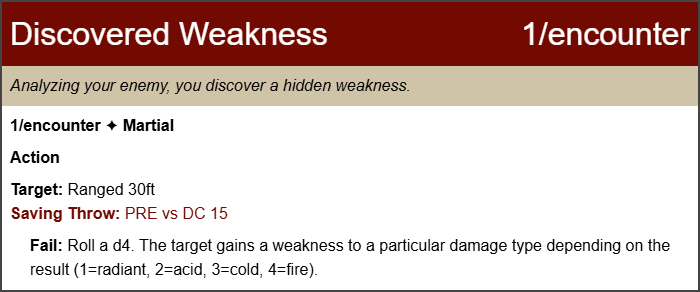 Discovered Weakness 1/encounter
Analyzing your enemy, you discover a hidden weakness.
1/encounter ✦ Martial
Action
Target: Ranged 30ft
Saving Throw: PRE vs DC 15
Fail: Roll a d4. The target gains a weakness to a particular damage type depending on the
result (1=radiant, 2=acid, 3=cold, 4=fire).